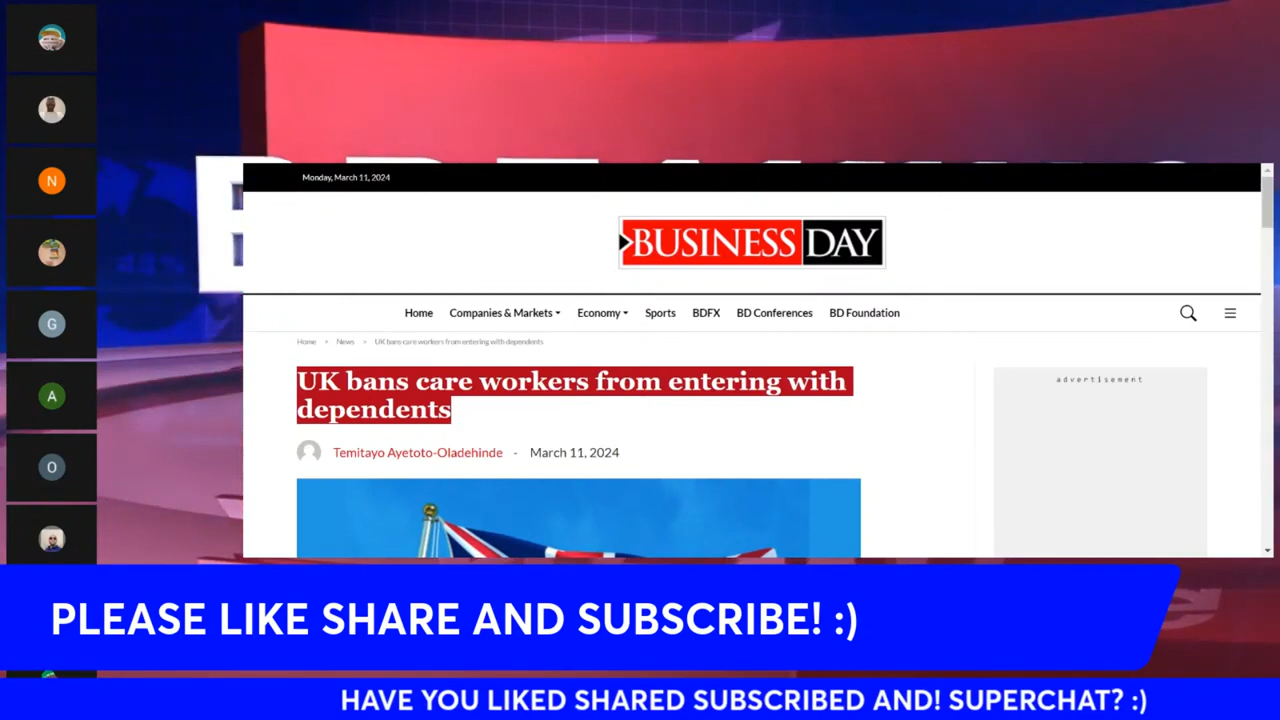 N
G
A
O
Monday, March 11, 2024
BUSINESS DAY
Home Companies & Markets Economy Sports BDFX BD Conferences BD Foundation
Home > News > UK bans care workers from entering with dependents
UK bans care workers from entering with
dependents
Temitayo Ayetoto-Oladehinde - March 11, 2024
advertisement
PLEASE LIKE SHARE AND SUBSCRIBE! :)
HAVE YOU LIKED SHARED SUBSCRIBED AND! SUPERCHAT? :)